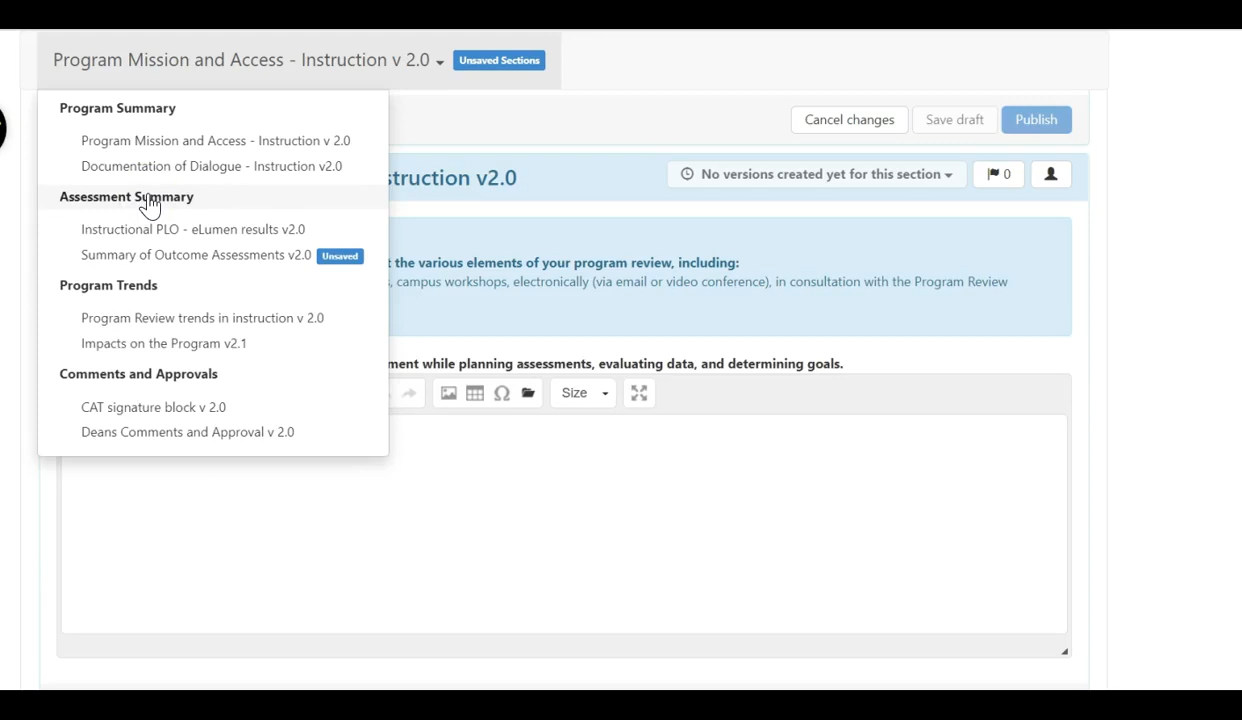 Program Mission and Access - Instruction v 2.0 Unsaved Sections
Program Summary
Program Mission and Access - Instruction v 2.0
Documentation of Dialogue - Instruction v2.0
Assessment Summary
Instructional PLO - eLumen results v2.0
Summary of Outcome Assessments v2.0 Unsaved
Program Trends
Program Review trends in instruction v 2.0
Impacts on the Program v2.1
Comments and Approvals
CAT signature block v 2.0
Deans Comments and Approval v 2.0
Cancel changes Save draft Publish
struction v2.0 No versions created yet for this section 0
the various elements of your program review, including:
, campus workshops, electronically (via email or video conference), in consultation with the Program Review
ment while planning assessments, evaluating data, and determining goals.
Ω Size